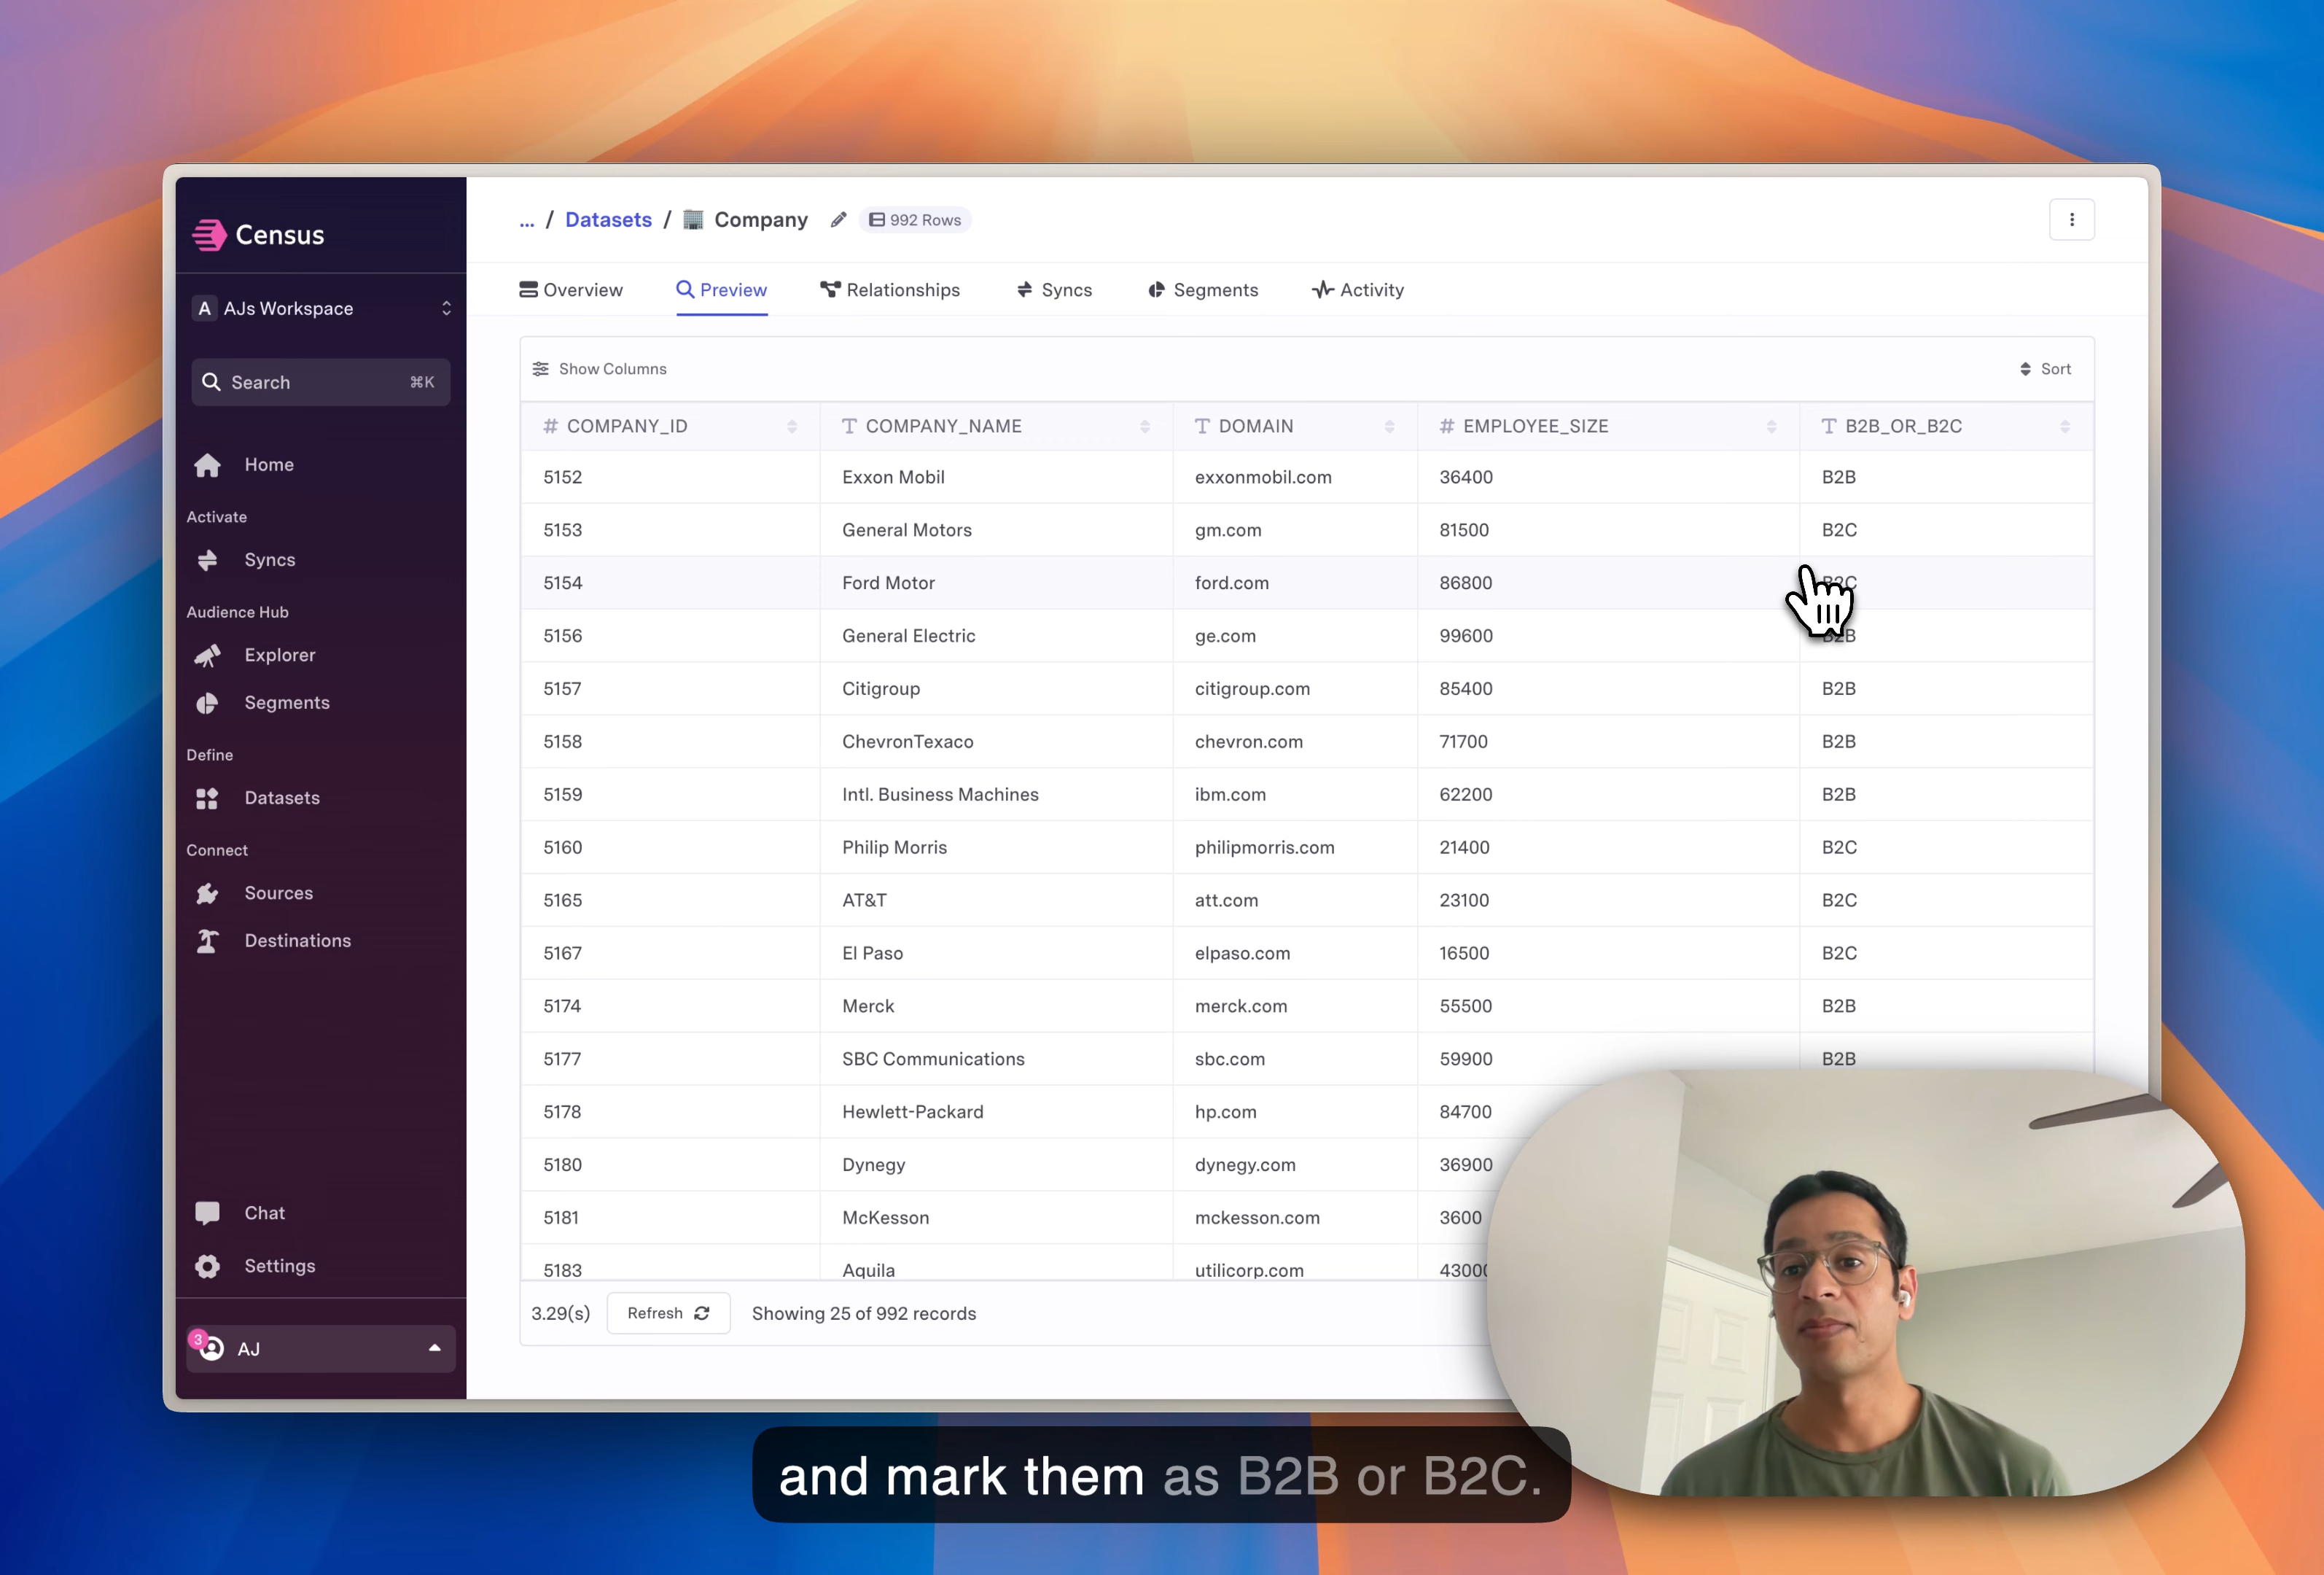 Census
A AJs Workspace
Search ⌘K
Home
Activate
Syncs
Audience Hub
Explorer
Segments
Define
Datasets
Connect
Sources
Destinations
Chat
Settings
3
AJ
... / Datasets / Company 992 Rows
Overview Preview Relationships Syncs Segments Activity
Show Columns Sort
# COMPANY_ID T COMPANY_NAME T DOMAIN # EMPLOYEE_SIZE T B2B_OR_B2C
5152 Exxon Mobil exxonmobil.com 36400 B2B
5153 General Motors gm.com 81500 B2C
5154 Ford Motor ford.com 86800 B2C
5156 General Electric ge.com 99600 B2B
5157 Citigroup citigroup.com 85400 B2B
5158 ChevronTexaco chevron.com 71700 B2B
5159 Intl. Business Machines ibm.com 62200 B2B
5160 Philip Morris philipmorris.com 21400 B2C
5165 AT&T att.com 23100 B2C
5167 El Paso elpaso.com 16500 B2C
5174 Merck merck.com 55500 B2B
5177 SBC Communications sbc.com 59900 B2B
5178 Hewlett-Packard hp.com 84700
5180 Dynegy dynegy.com 36900
5181 McKesson mckesson.com 3600
5183 Aquila utilicorp.com 43000
3.29(s) Refresh Showing 25 of 992 records
and mark them as B2B or B2C.